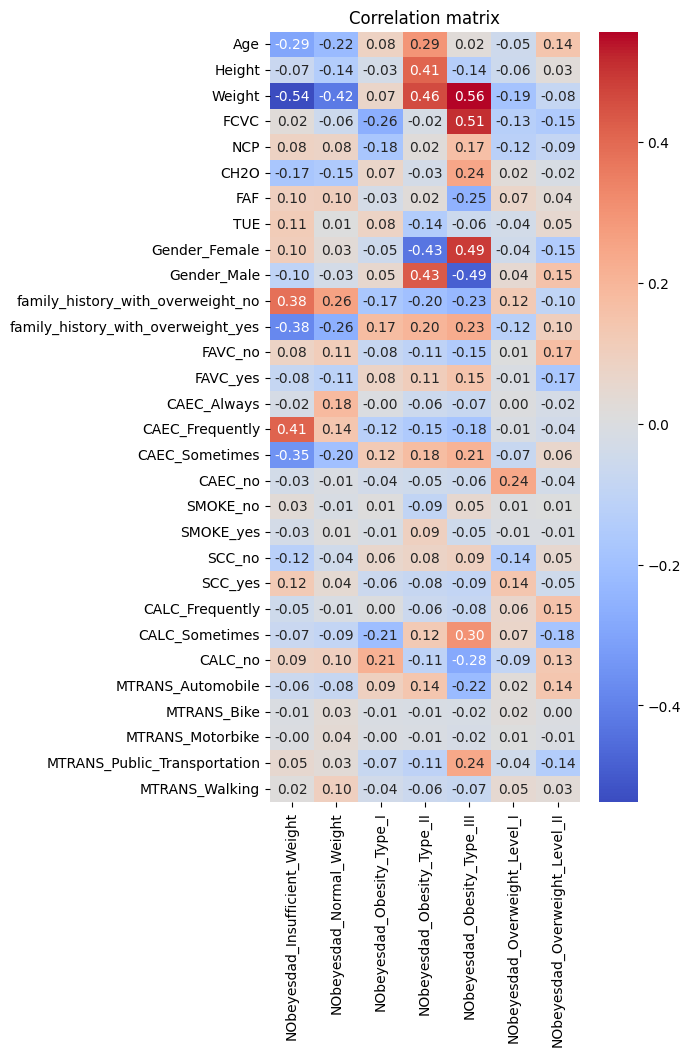 Correlation matrix
Age -0.29 -0.22 0.08 0.29 0.02 -0.05 0.14
Height -0.07 -0.14 -0.03 0.41 -0.14 -0.06 0.03
Weight -0.54 -0.42 0.07 0.46 0.56 -0.19 -0.08
FCVC 0.02 -0.06 -0.26 -0.02 0.51 -0.13 -0.15
NCP 0.08 0.08 -0.18 0.02 0.17 -0.12 -0.09
CH2O -0.17 -0.15 0.07 -0.03 0.24 0.02 -0.02
FAF 0.10 0.10 -0.03 0.02 -0.25 0.07 0.04
TUE 0.11 0.01 0.08 -0.14 -0.06 -0.04 0.05
Gender_Female 0.10 0.03 -0.05 -0.43 0.49 -0.04 -0.15
Gender_Male -0.10 -0.03 0.05 0.43 -0.49 0.04 0.15
family_history_with_overweight_no 0.38 0.26 -0.17 -0.20 -0.23 0.12 -0.10
family_history_with_overweight_yes -0.38 -0.26 0.17 0.20 0.23 -0.12 0.10
FAVC_no 0.08 0.11 -0.08 -0.11 -0.15 0.01 0.17
FAVC_yes -0.08 -0.11 0.08 0.11 0.15 -0.01 -0.17
CAEC_Always -0.02 0.18 -0.00 -0.06 -0.07 0.00 -0.02
CAEC_Frequently 0.41 0.14 -0.12 -0.15 -0.18 -0.01 -0.04
CAEC_Sometimes -0.35 -0.20 0.12 0.18 0.21 -0.07 0.06
CAEC_no -0.03 -0.01 -0.04 -0.05 -0.06 0.24 -0.04
SMOKE_no 0.03 -0.01 0.01 -0.09 0.05 0.01 0.01
SMOKE_yes -0.03 0.01 -0.01 0.09 -0.05 -0.01 -0.01
SCC_no -0.12 -0.04 0.06 0.08 0.09 -0.14 0.05
SCC_yes 0.12 0.04 -0.06 -0.08 -0.09 0.14 -0.05
CALC_Frequently -0.05 -0.01 0.00 -0.06 -0.08 0.06 0.15
CALC_Sometimes -0.07 -0.09 -0.21 0.12 0.30 0.07 -0.18
CALC_no 0.09 0.10 0.21 -0.11 -0.28 -0.09 0.13
MTRANS_Automobile -0.06 -0.08 0.09 0.14 -0.22 0.02 0.14
MTRANS_Bike -0.01 0.03 -0.01 -0.01 -0.02 0.02 0.00
MTRANS_Motorbike -0.00 0.04 -0.00 -0.01 -0.02 0.01 -0.01
MTRANS_Public_Transportation 0.05 0.03 -0.07 -0.11 0.24 -0.04 -0.14
MTRANS_Walking 0.02 0.10 -0.04 -0.06 -0.07 0.05 0.03
NObeyesdad_Insufficient_Weight
NObeyesdad_Normal_Weight
NObeyesdad_Obesity_Type_I
NObeyesdad_Obesity_Type_II
NObeyesdad_Obesity_Type_III
NObeyesdad_Overweight_Level_I
NObeyesdad_Overweight_Level_II
0.4
0.2
0.0
−0.2
−0.4